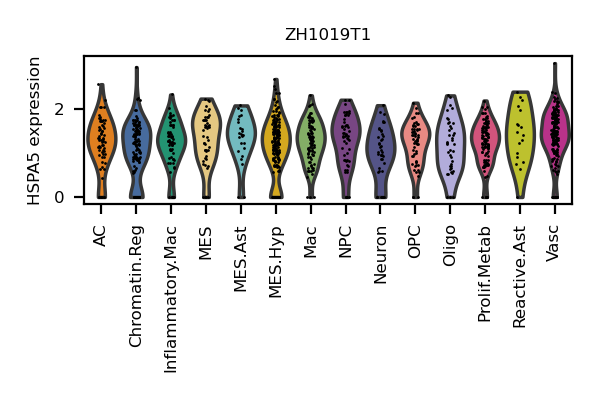 ZH1019T1
HSPA5 expression
2
0
AC
Chromatin.Reg
Inflammatory.Mac
MES
MES.Ast
MES.Hyp
Mac
NPC
Neuron
OPC
Oligo
Prolif.Metab
Reactive.Ast
Vasc